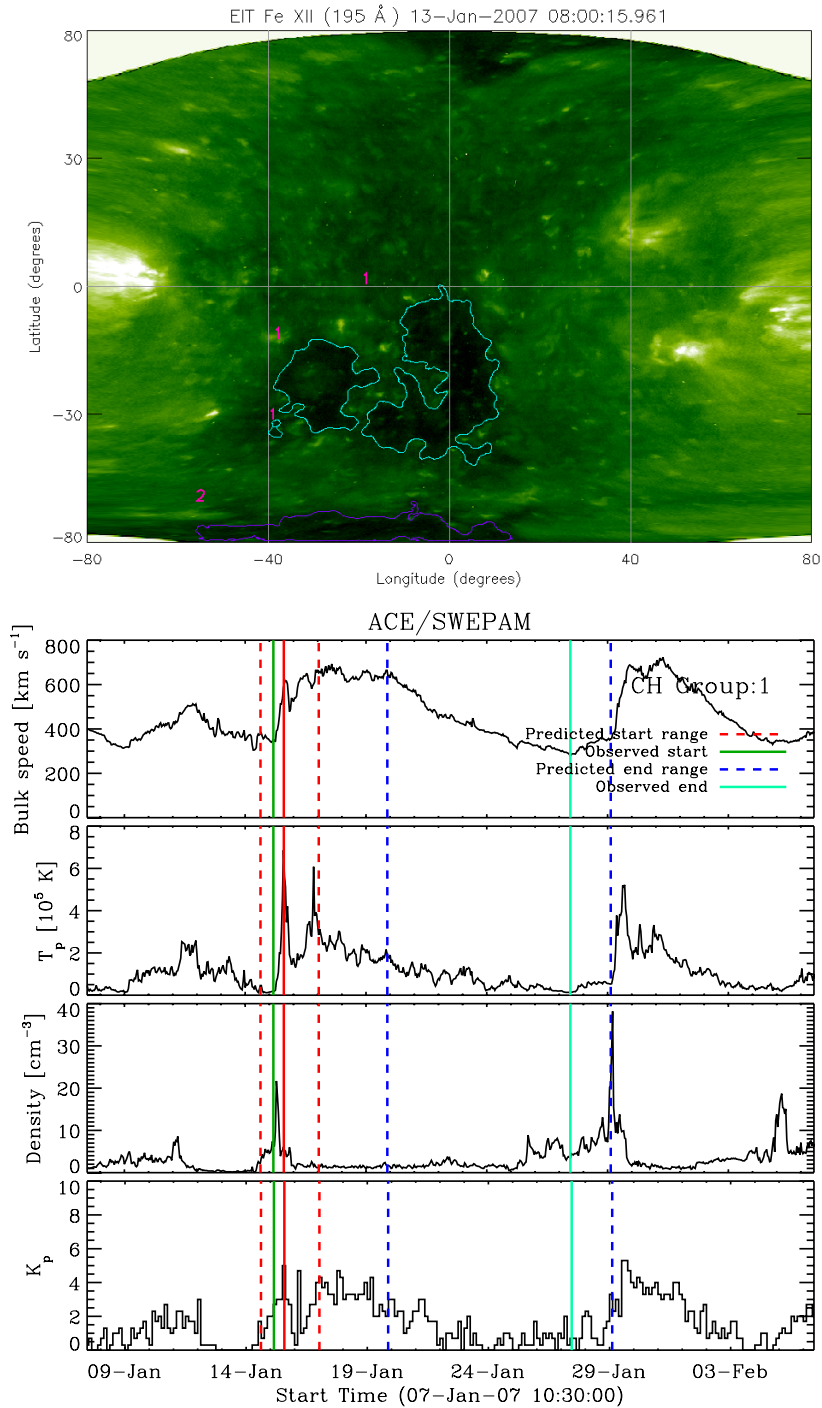 EIT Fe XII (195 Å) 13-Jan-2007 08:00:15.961
80
30
0
−30
−80
Latitude (degrees)
1
1
1
2
−80
−40
0
40
80
Longitude (degrees)
ACE/SWEPAM
Bulk speed [km s⁻¹]
800
600
400
200
0
CH Group:1
Predicted start range
Observed start
Predicted end range
Observed end
Tₚ [10⁵ K]
8
6
4
2
0
Density [cm⁻³]
40
30
20
10
0
Kₚ
10
8
6
4
2
0
09-Jan
14-Jan
19-Jan
24-Jan
29-Jan
03-Feb
Start Time (07-Jan-07 10:30:00)